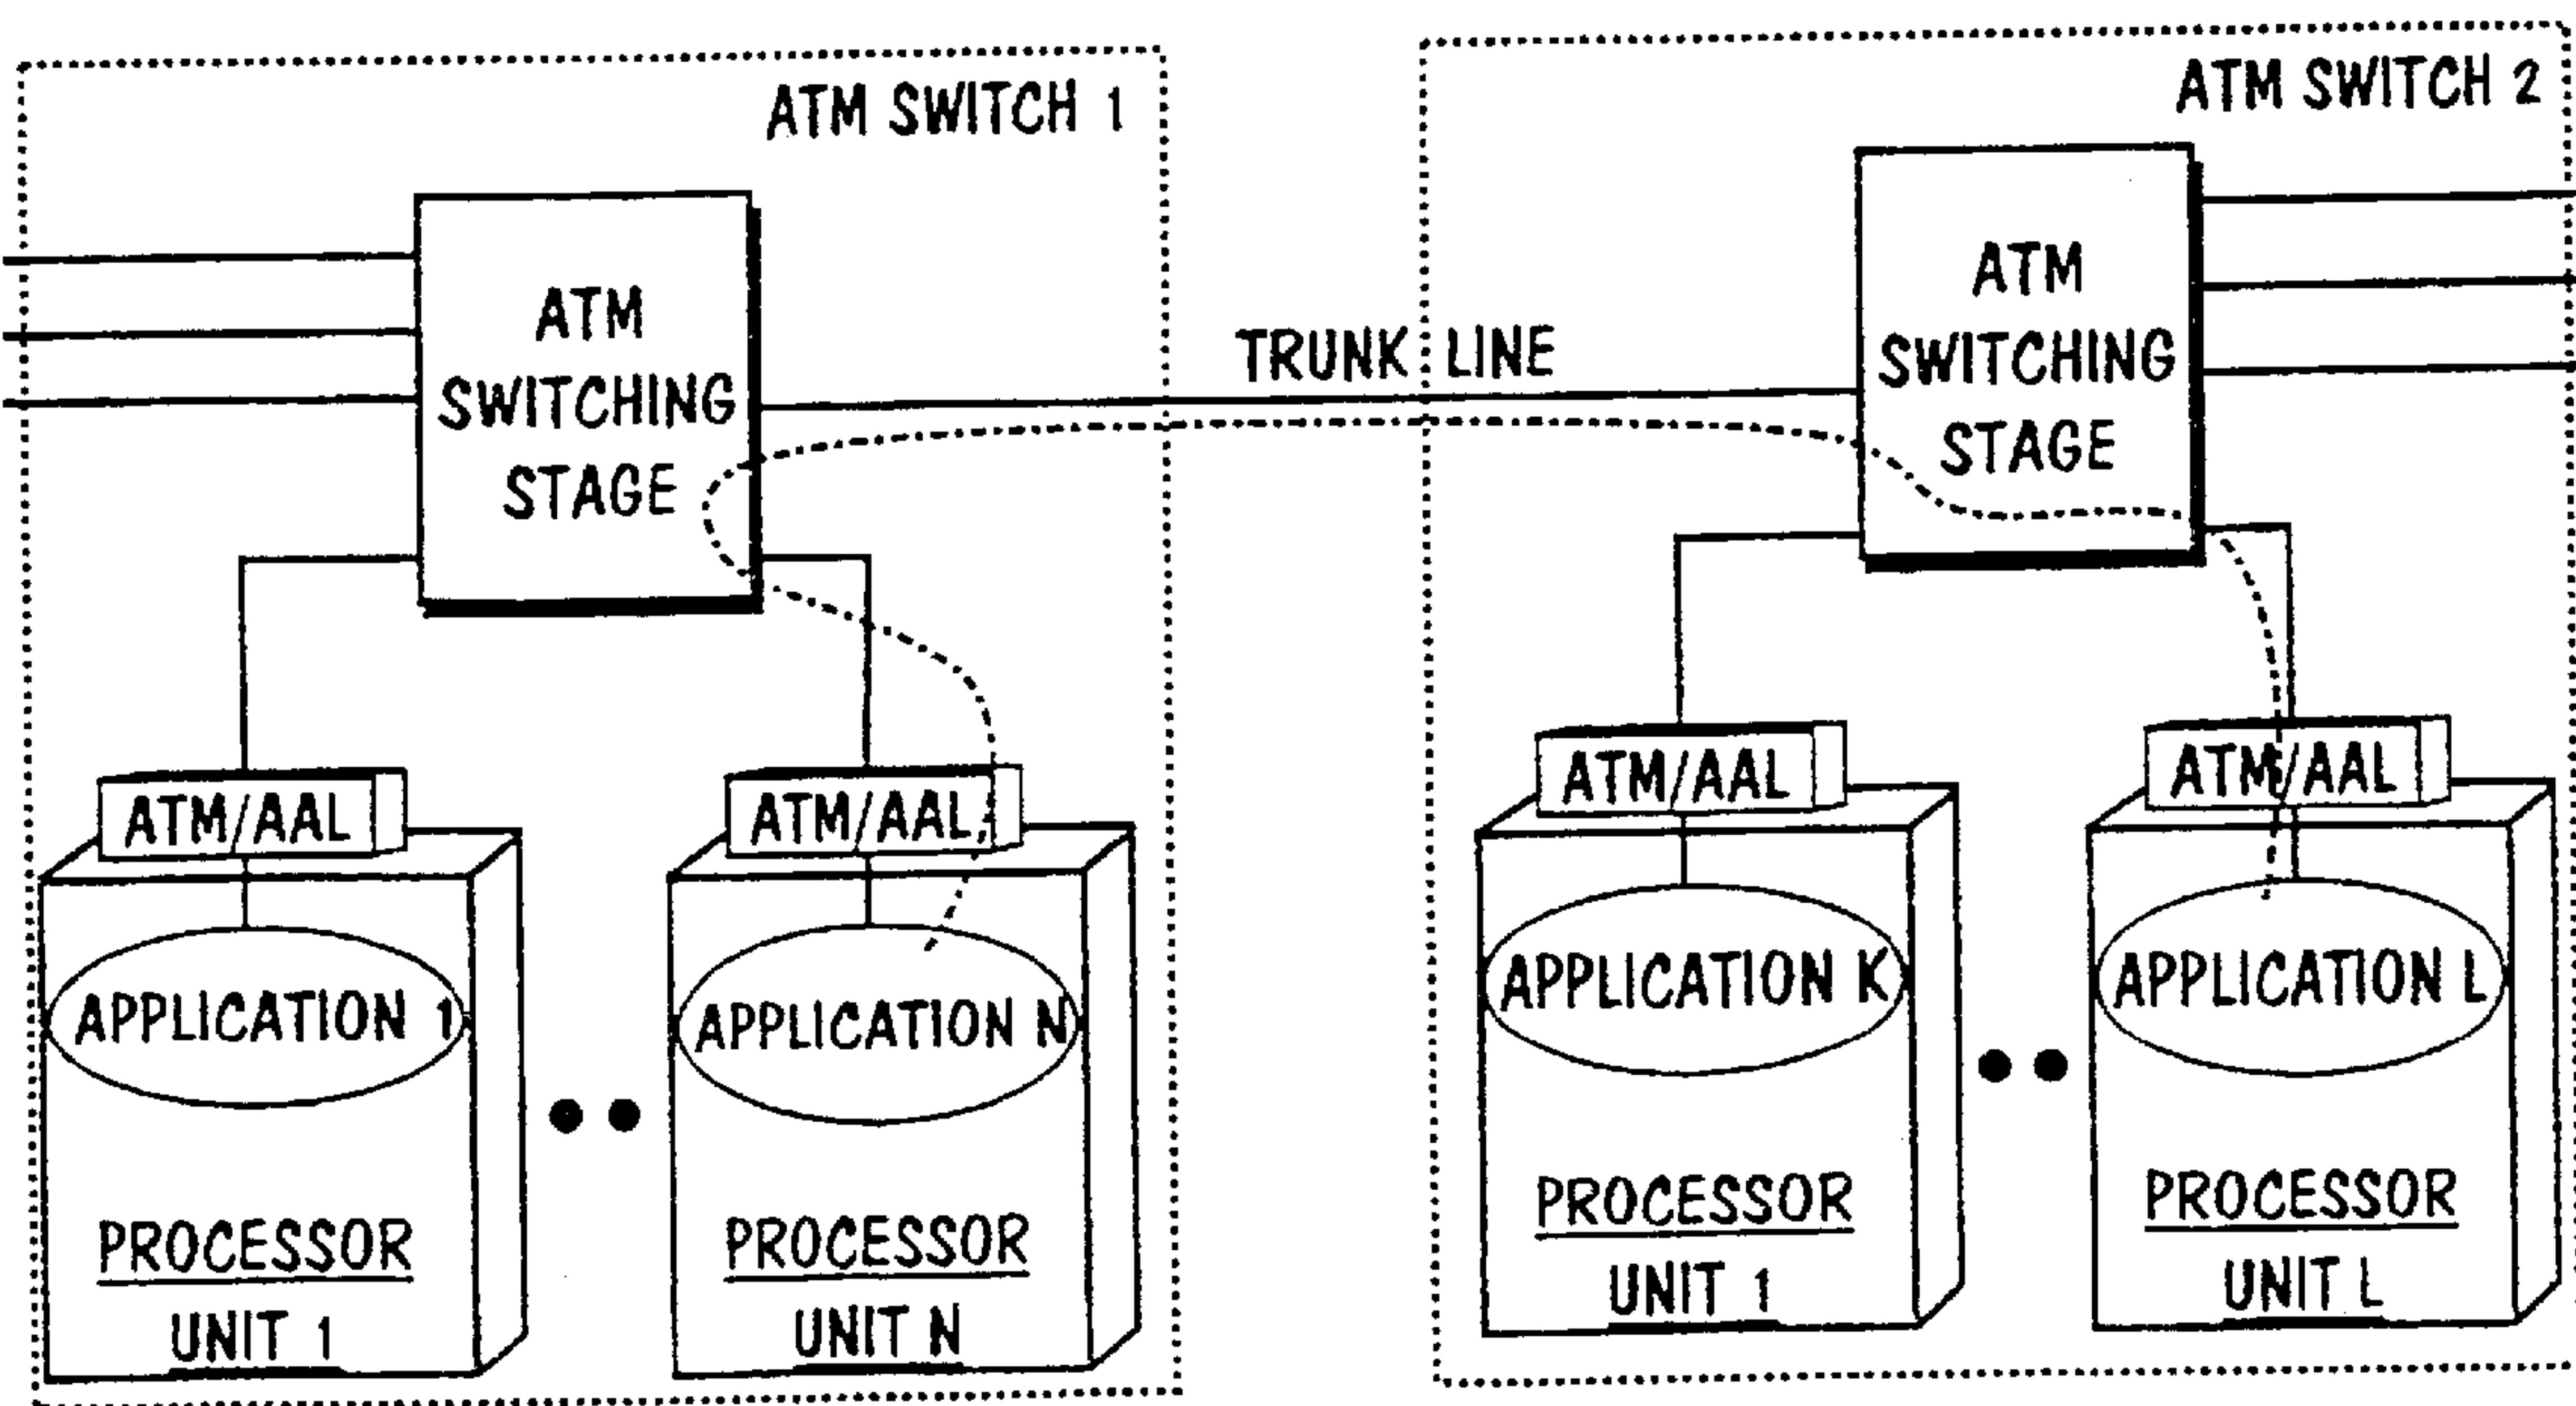 ATM SWITCH 1
ATM
SWITCHING
STAGE
ATM/AAL
APPLICATION 1
PROCESSOR
UNIT 1
ATM/AAL
APPLICATION N
PROCESSOR
UNIT N
TRUNK LINE
ATM SWITCH 2
ATM
SWITCHING
STAGE
ATM/AAL
APPLICATION K
PROCESSOR
UNIT 1
ATM/AAL
APPLICATION L
PROCESSOR
UNIT L